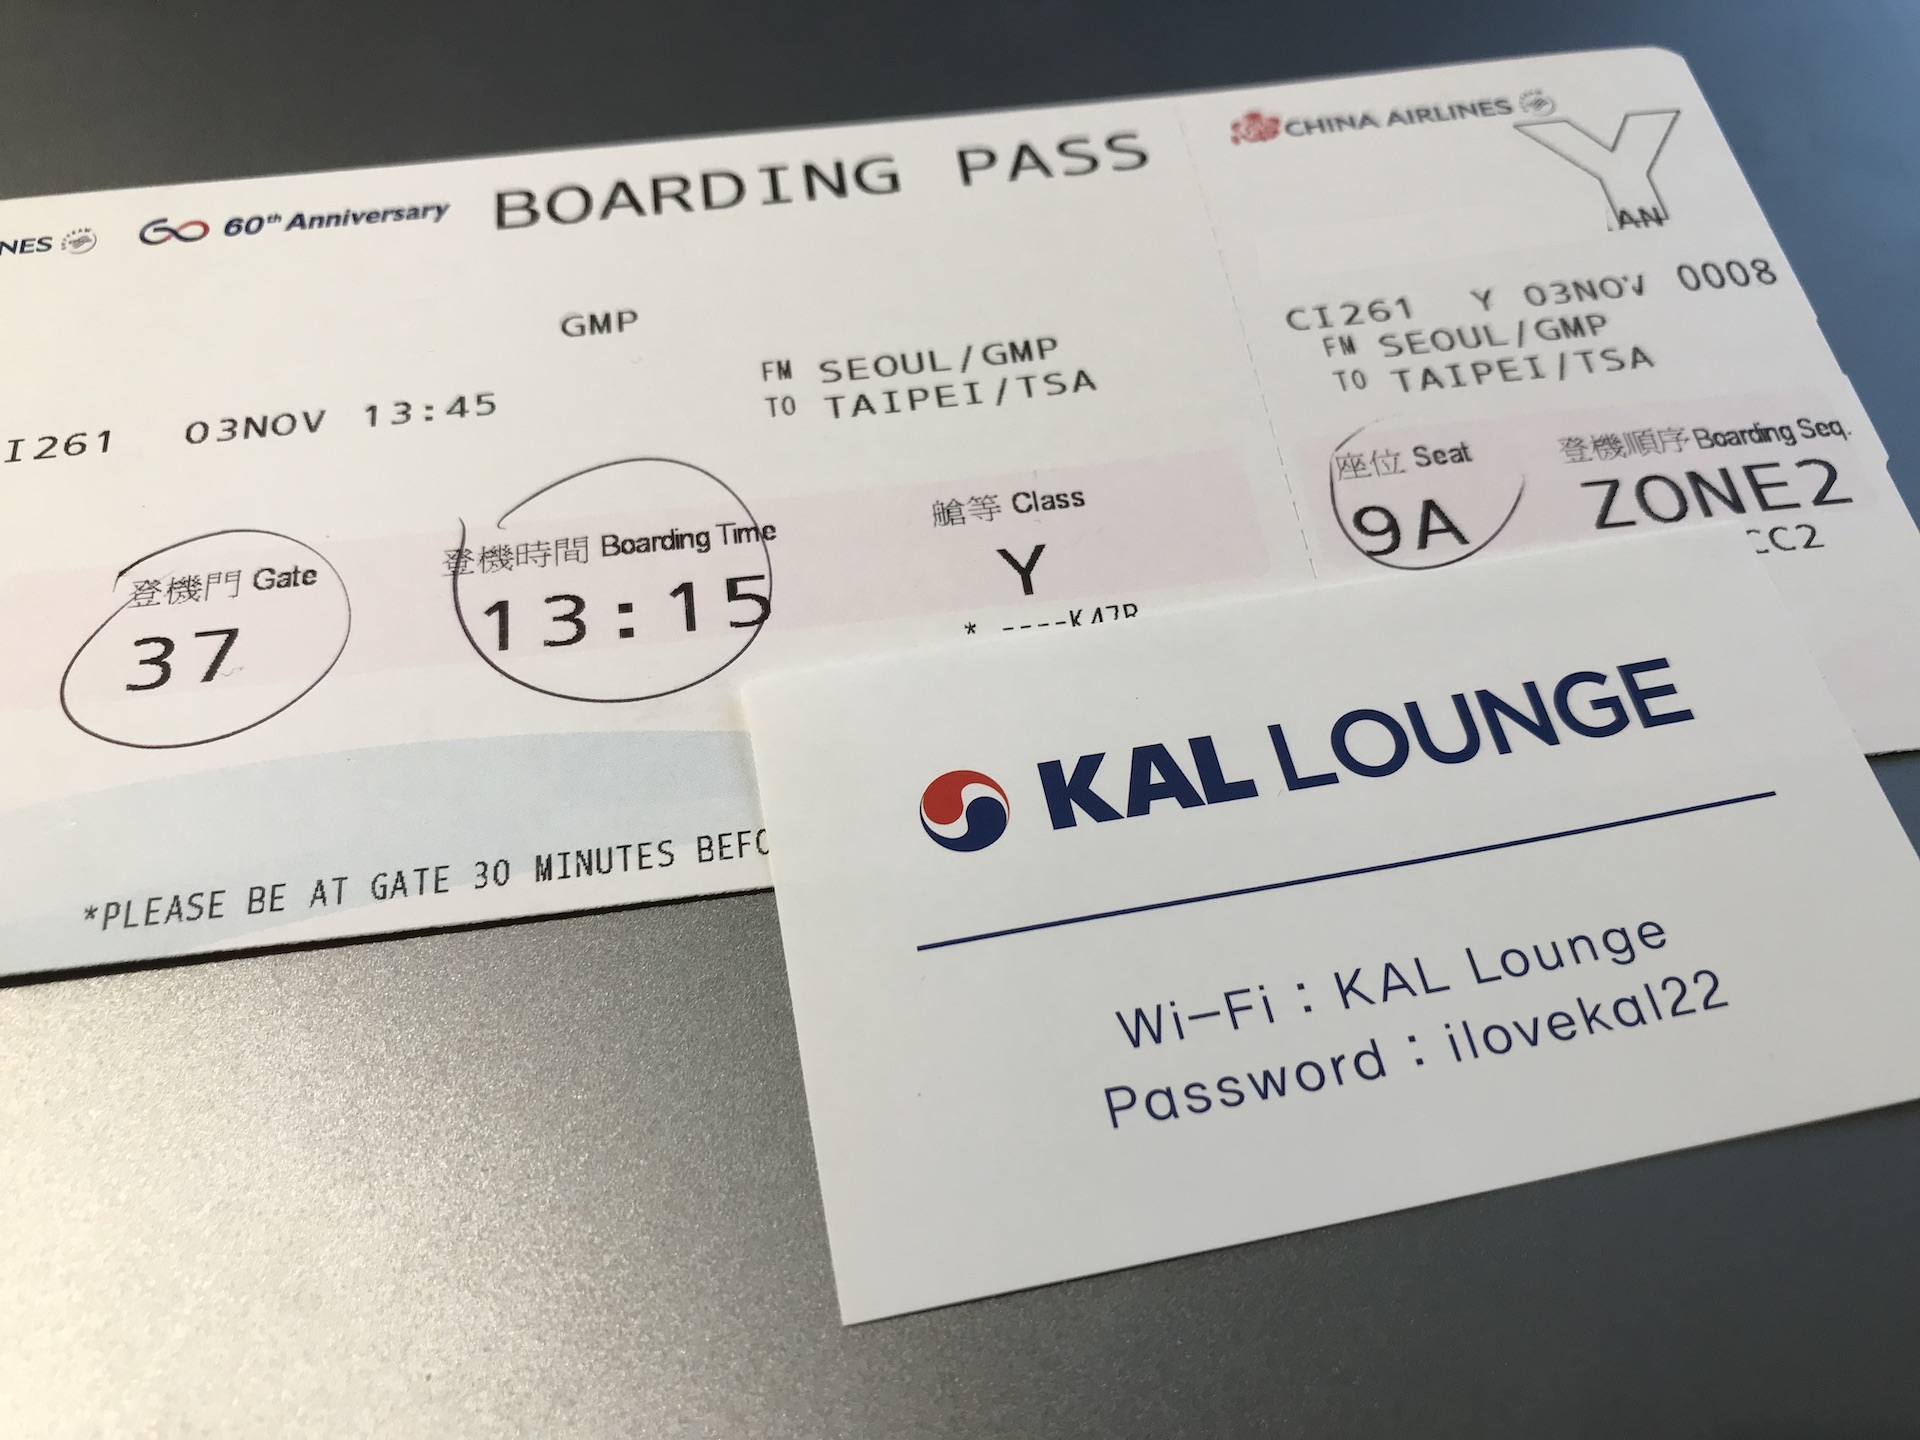 NES
60th Anniversary
BOARDING PASS
GMP
FM SEOUL/GMP
TO TAIPEI/TSA
I261 03NOV 13:45
登機門 Gate
37
登機時間 Boarding Time
13:15
艙等 Class
Y
* ----K47B
*PLEASE BE AT GATE 30 MINUTES BEFO
CHINA AIRLINES
Y
AN
CI261 Y 03NOV 0008
FM SEOUL/GMP
TO TAIPEI/TSA
座位 Seat
9A
登機順序 Boarding Seq.
ZONE2
CC2
KAL LOUNGE
Wi-Fi : KAL Lounge
Password : ilovekal22